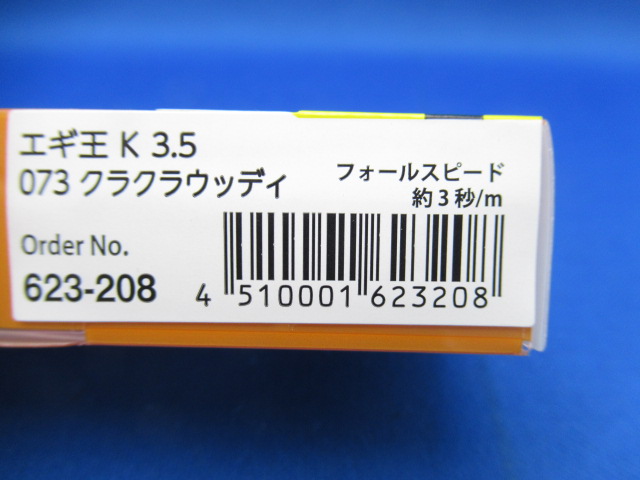 エギ王 K 3.5
073 クラクラウッディ
フォールスピード
約3秒/m
Order No.
623-208
4 510001 623208